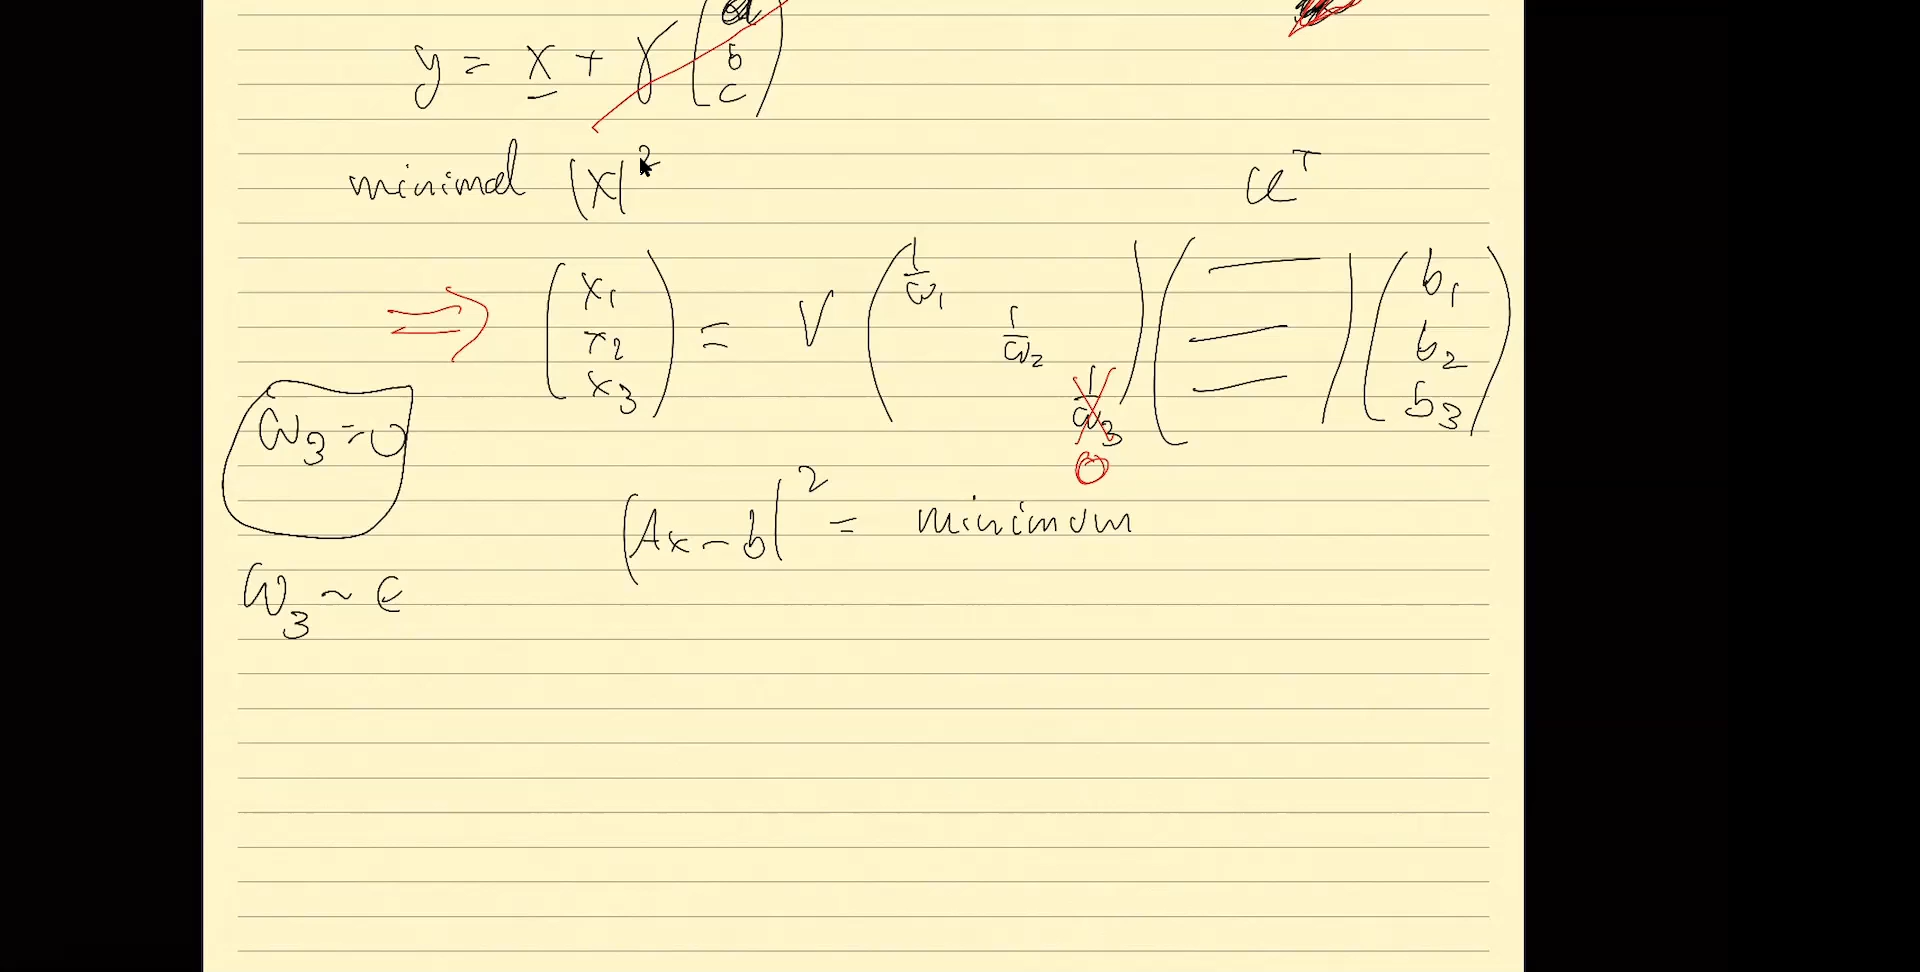 y = x + γ ( a b c )
minimal |x|²
U^T
⇒ ( x₁ x₂ x₃ ) = V ( 1/ω₁ 1/ω₂ 1/ω₃ 0 ) ( ) ( b₁ b₂ b₃ )
ω₃ = 0
|Ax - b|² = minimum
ω₃ ~ ϵ